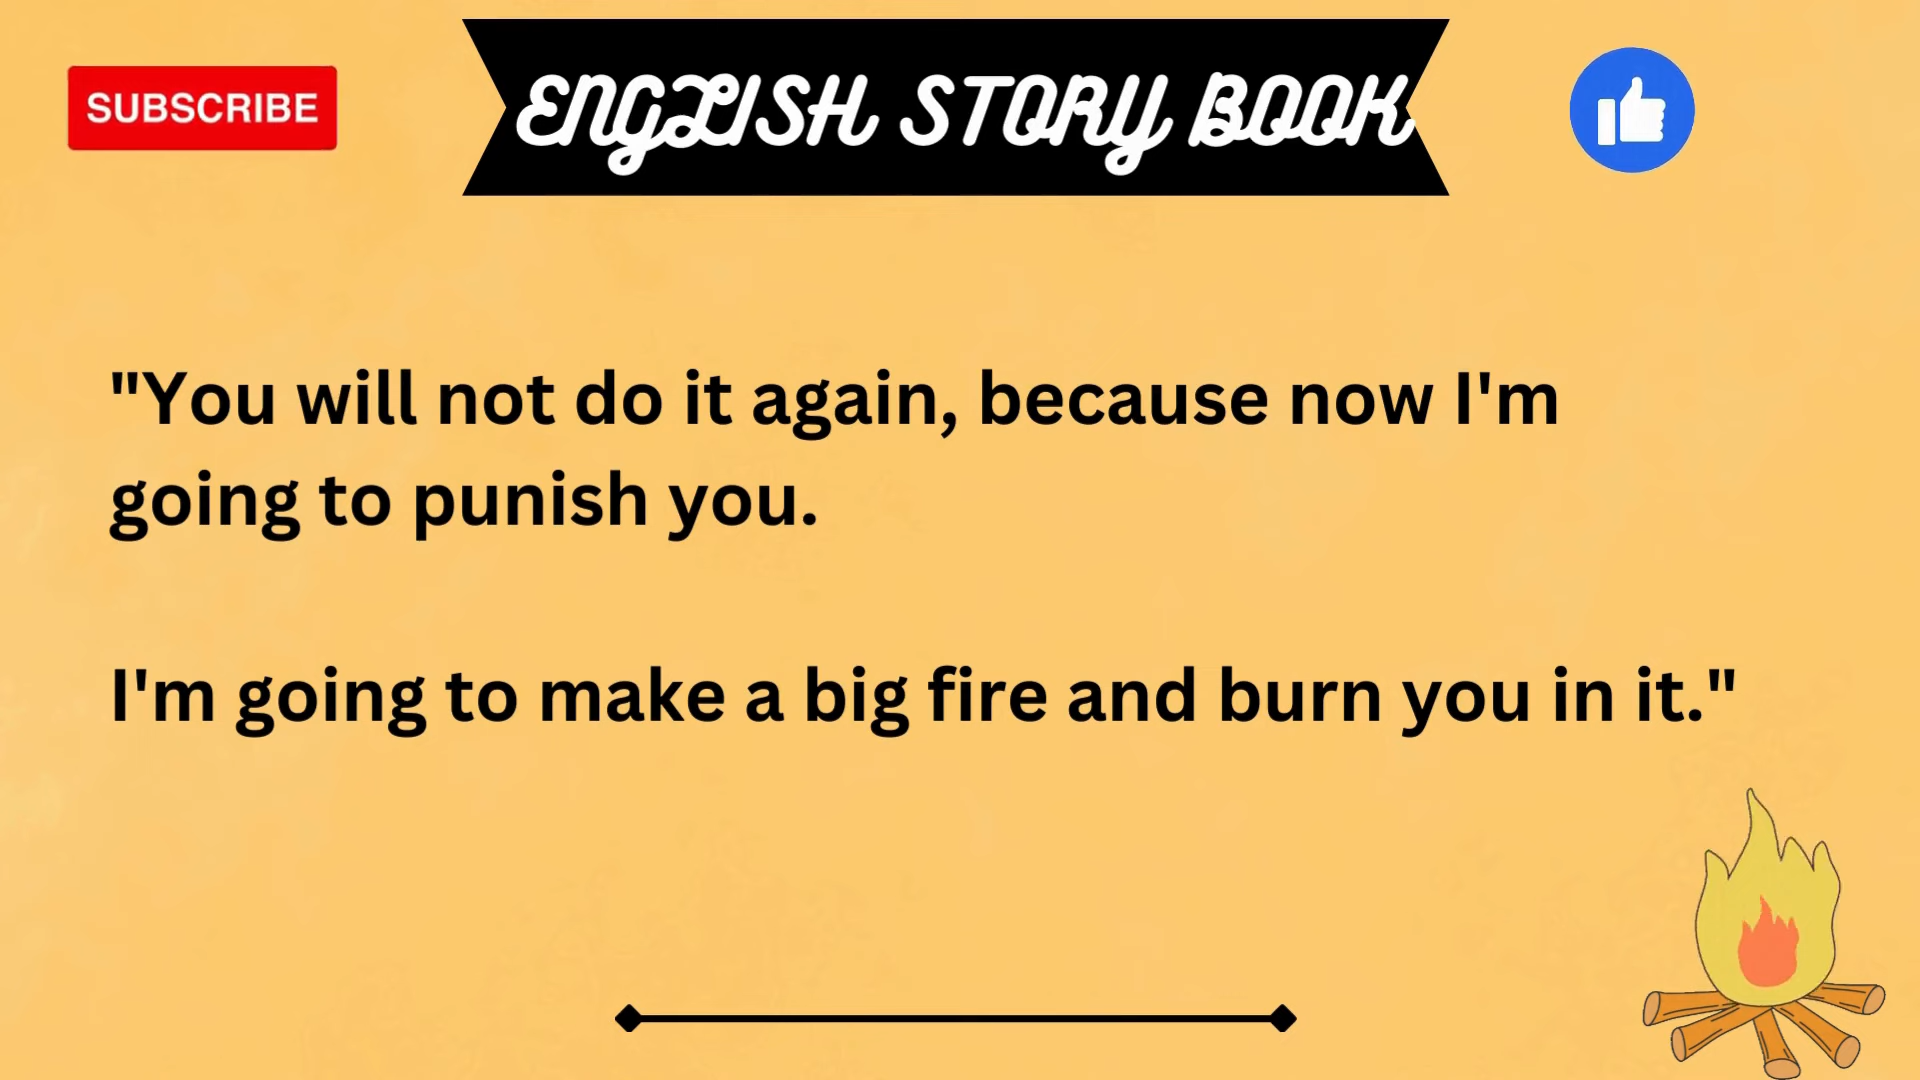 SUBSCRIBE
ENGLISH STORY BOOK
"You will not do it again, because now I'm
going to punish you.
I'm going to make a big fire and burn you in it."